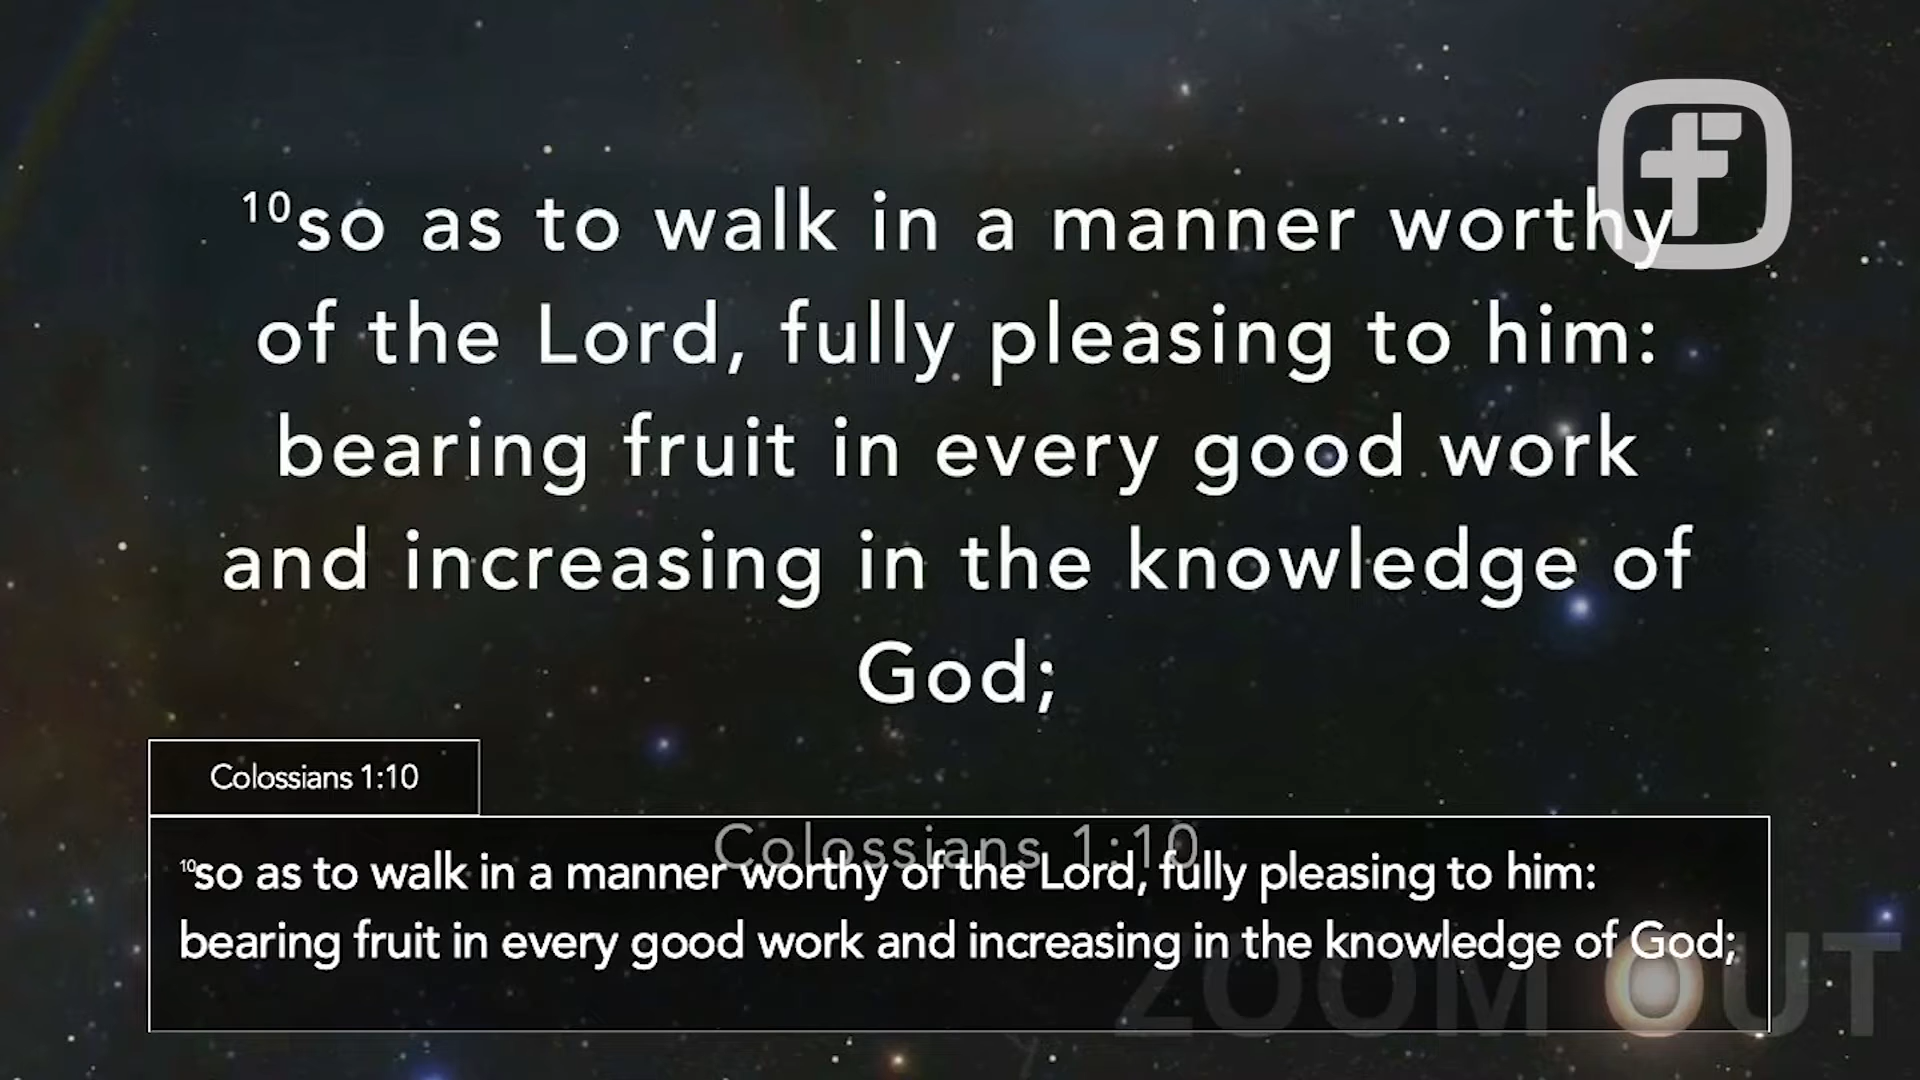 ¹⁰so as to walk in a manner worthy
of the Lord, fully pleasing to him:
bearing fruit in every good work
and increasing in the knowledge of
God;
Colossians 1:10
Colossians 1:10
¹⁰so as to walk in a manner worthy of the Lord, fully pleasing to him:
bearing fruit in every good work and increasing in the knowledge of God;
ZOOM OUT